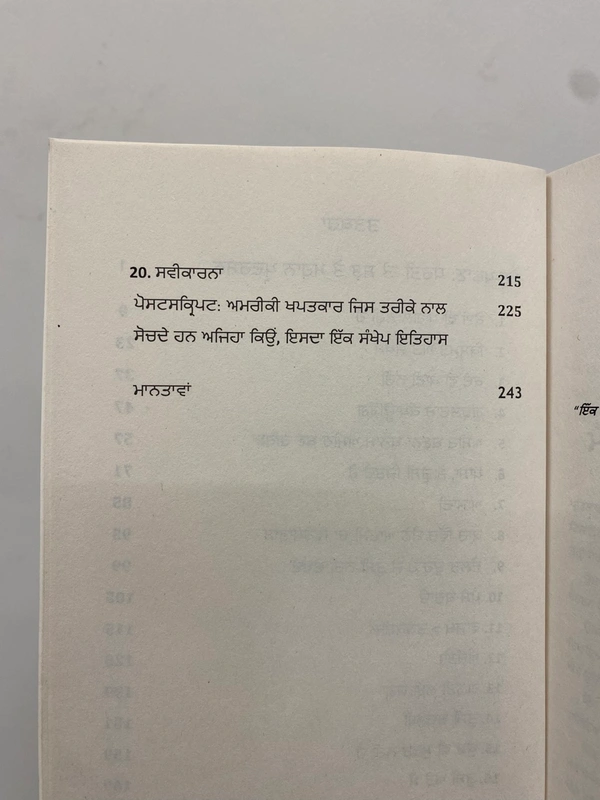 20. ਸਵੀਕਾਰਨਾ 215
ਪੋਸਟਸਕ੍ਰਿਪਟ: ਅਮਰੀਕੀ ਖਪਤਕਾਰ ਜਿਸ ਤਰੀਕੇ ਨਾਲ 225
ਸੋਚਦੇ ਹਨ ਅਜਿਹਾ ਕਿਉਂ, ਇਸਦਾ ਇੱਕ ਸੰਖੇਪ ਇਤਿਹਾਸ
ਮਾਨਤਾਵਾਂ 243
"ਇੱਕ